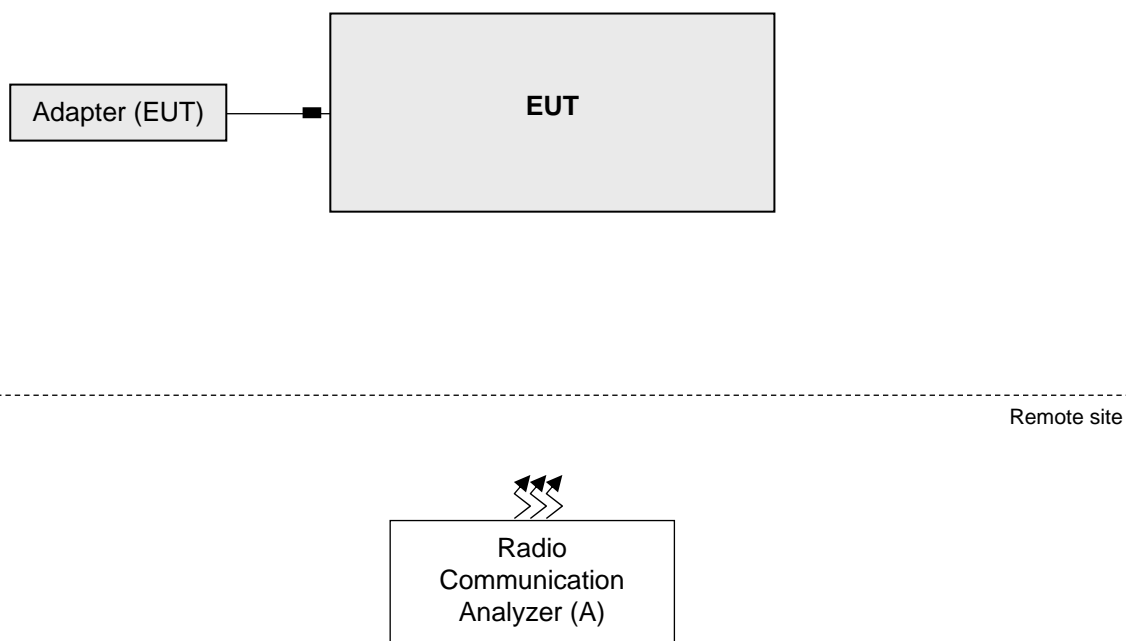 EUT
Adapter (EUT)
Remote site
Radio
Communication
Analyzer (A)